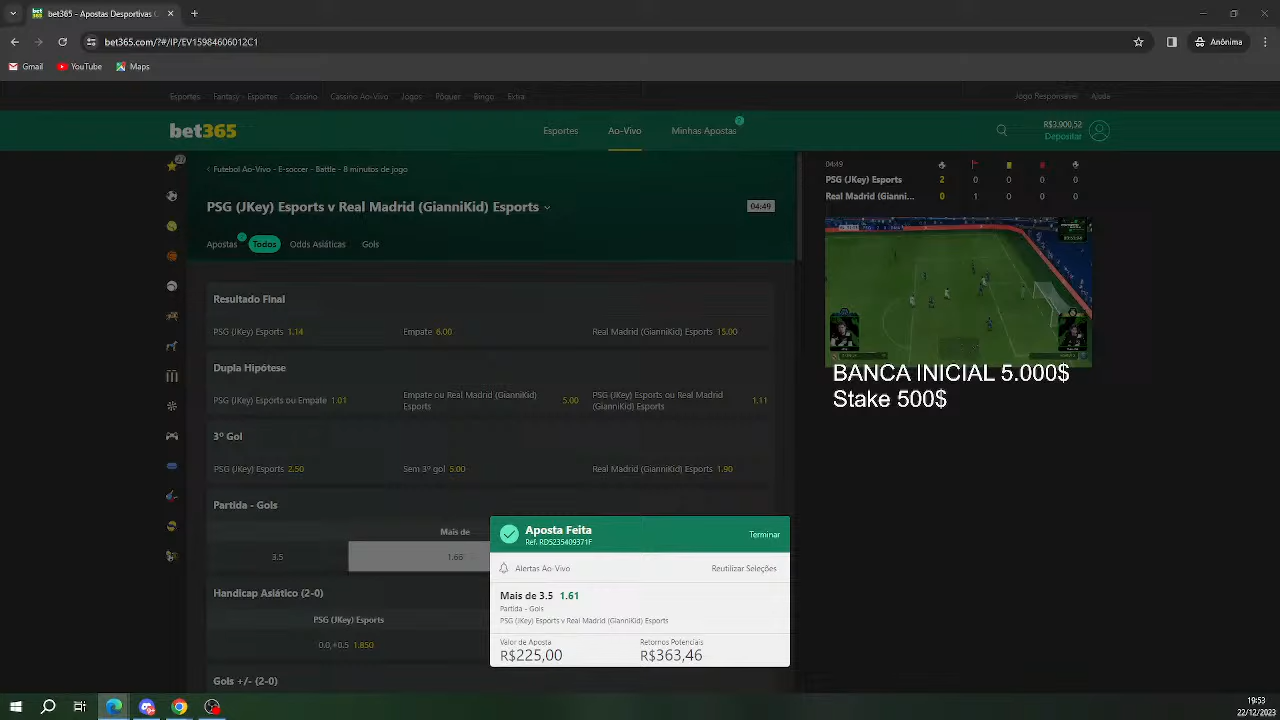 bet365 - Apostas Desportivas
bet365.com/?#/IP/EV15984606012C1
Anônima
Gmail
YouTube
Maps
Esportes
Fantasy - Esportes
Cassino
Cassino Ao-Vivo
Jogos
Pôquer
Bingo
Extra
Jogo Responsável
Ajuda
bet365
Esportes
Ao-Vivo
Minhas Apostas
2
R$3.900,52
Depositar
Futebol Ao-Vivo - E-soccer - Battle - 8 minutos de jogo
PSG (JKey) Esports v Real Madrid (GianniKid) Esports
04:49
Apostas
Todos
Odds Asiáticas
Gols
Resultado Final
PSG (JKey) Esports 1.14
Empate 6.00
Real Madrid (GianniKid) Esports 15.00
Dupla Hipótese
PSG (JKey) Esports ou Empate 1.01
Empate ou Real Madrid (GianniKid)
Esports
5.00
PSG (JKey) Esports ou Real Madrid
(GianniKid) Esports
1.11
3º Gol
PSG (JKey) Esports 2.50
Sem 3º gol 5.00
Real Madrid (GianniKid) Esports 1.90
Partida - Gols
Mais de
3.5
Handicap Asiático (2-0)
PSG (JKey) Esports
0.0,+0.5 1.850
Gols +/- (2-0)
04:49
PSG (JKey) Esports 2 0 0 0 0
Real Madrid (Gianni... 0 1 0 0 0
BANCA INICIAL 5.000$
Stake 500$
Aposta Feita
Ref. RD5235409371F
Terminar
Alertas Ao-Vivo
Reutilizar Seleções
Mais de 3.5 1.61
Partida - Gols
PSG (JKey) Esports v Real Madrid (GianniKid) Esports
Valor de Aposta
R$225,00
Retornos Potenciais
R$363,46
19:53
22/12/2023